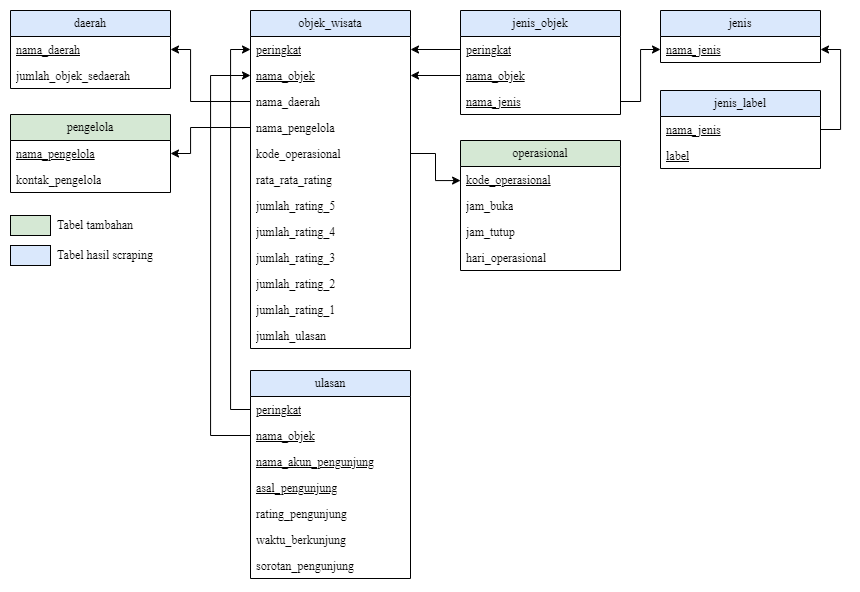 daerah
nama_daerah
jumlah_objek_sedaerah
pengelola
nama_pengelola
kontak_pengelola
Tabel tambahan
Tabel hasil scraping
objek_wisata
peringkat
nama_objek
nama_daerah
nama_pengelola
kode_operasional
rata_rata_rating
jumlah_rating_5
jumlah_rating_4
jumlah_rating_3
jumlah_rating_2
jumlah_rating_1
jumlah_ulasan
ulasan
peringkat
nama_objek
nama_akun_pengunjung
asal_pengunjung
rating_pengunjung
waktu_berkunjung
sorotan_pengunjung
jenis_objek
peringkat
nama_objek
nama_jenis
operasional
kode_operasional
jam_buka
jam_tutup
hari_operasional
jenis
nama_jenis
jenis_label
nama_jenis
label